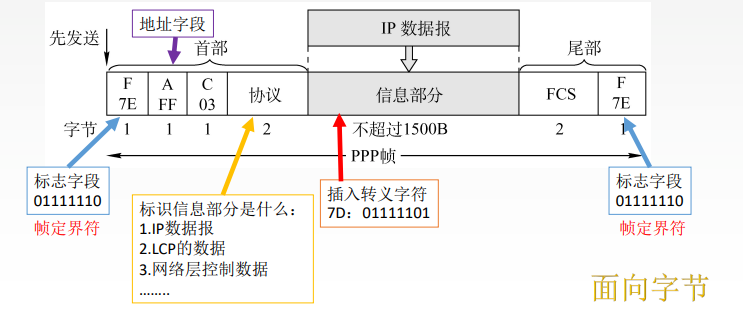 地址字段
IP 数据报
先发送
首部
尾部
F
7E
A
FF
C
03
协议
信息部分
FCS
F
7E
字节
1
1
1
2
不超过1500B
2
1
PPP帧
标志字段
01111110
帧定界符
标识信息部分是什么：
1.IP数据报
2.LCP的数据
3.网络层控制数据
……..
插入转义字符
7D：01111101
标志字段
01111110
帧定界符
面向字节